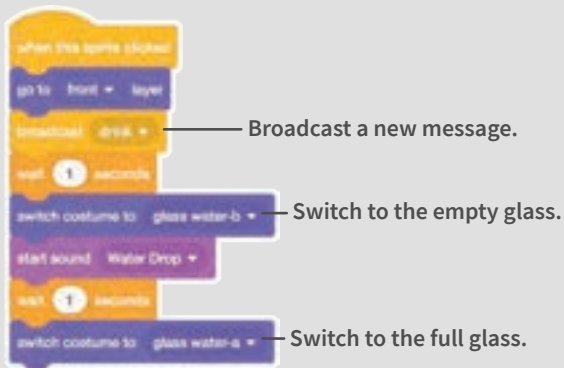 when this sprite clicked
go to front layer
broadcast drink
Broadcast a new message.
wait 1 seconds
switch costume to glass water-b
Switch to the empty glass.
start sound Water Drop
wait 1 seconds
switch costume to glass water-a
Switch to the full glass.